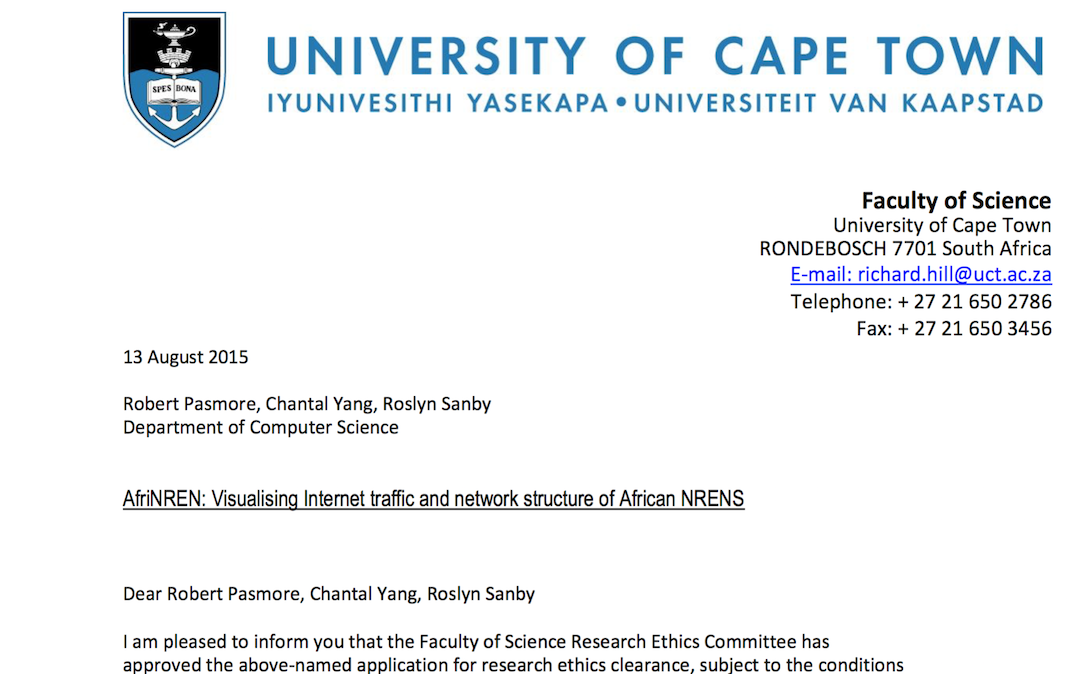 SPES BONA
UNIVERSITY OF CAPE TOWN
IYUNIVESITHI YASEKAPA • UNIVERSITEIT VAN KAAPSTAD
Faculty of Science
University of Cape Town
RONDEBOSCH 7701 South Africa
E-mail: richard.hill@uct.ac.za
Telephone: + 27 21 650 2786
Fax: + 27 21 650 3456
13 August 2015
Robert Pasmore, Chantal Yang, Roslyn Sanby
Department of Computer Science
AfriNREN: Visualising Internet traffic and network structure of African NRENS
Dear Robert Pasmore, Chantal Yang, Roslyn Sanby
I am pleased to inform you that the Faculty of Science Research Ethics Committee has
approved the above-named application for research ethics clearance, subject to the conditions